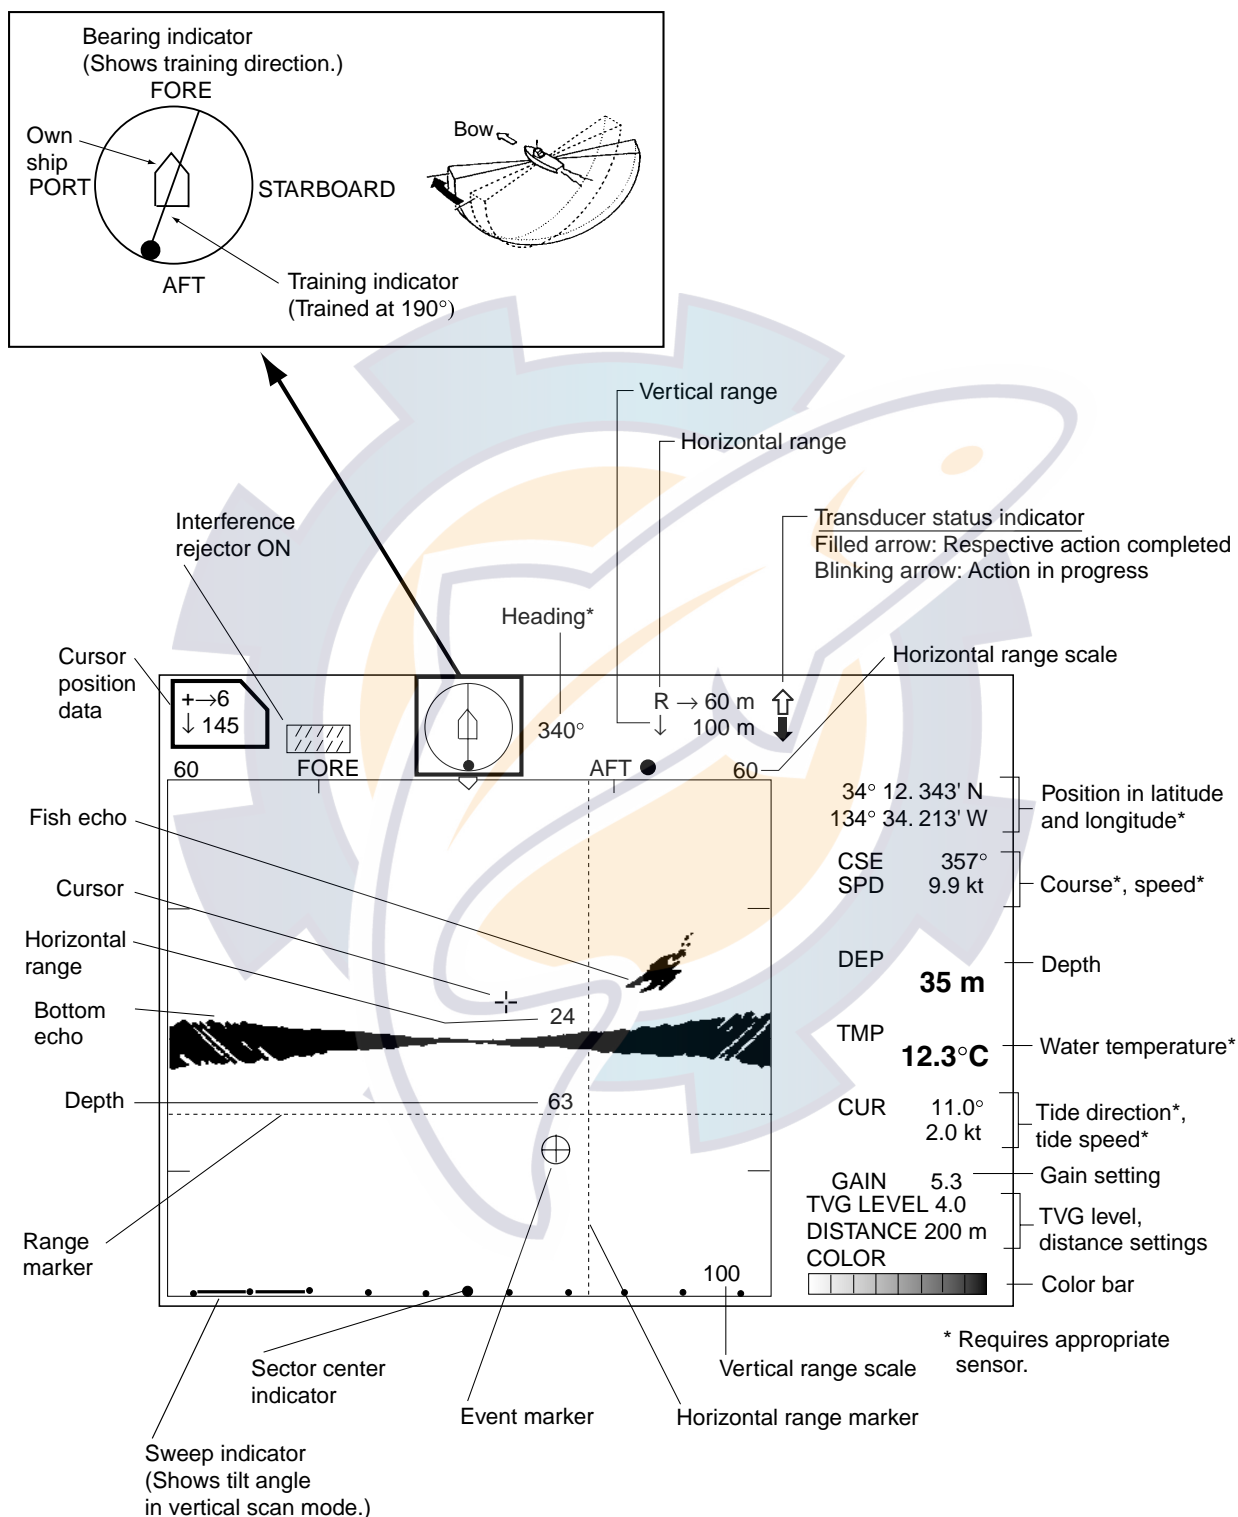 Bearing indicator
(Shows training direction.)
FORE
Own
ship
PORT
STARBOARD
AFT
Training indicator
(Trained at 190°)
Bow
Vertical range
Horizontal range
Transducer status indicator
Filled arrow: Respective action completed
Blinking arrow: Action in progress
Interference
rejector ON
Heading*
Horizontal range scale
Cursor
position
data
+→6
↓ 145
340°
R → 60 m
↓ 100 m
60
FORE
AFT
60
34° 12. 343' N
134° 34. 213' W
Position in latitude
and longitude*
Fish echo
CSE 357°
SPD 9.9 kt
Course*, speed*
Cursor
Horizontal
range
DEP
35 m
Depth
Bottom
echo
24
TMP
12.3°C
Water temperature*
Depth
63
CUR 11.0°
2.0 kt
Tide direction*,
tide speed*
GAIN 5.3
Gain setting
TVG LEVEL 4.0
DISTANCE 200 m
TVG level,
distance settings
COLOR
Color bar
Range
marker
100
* Requires appropriate
sensor.
Sector center
indicator
Vertical range scale
Event marker
Horizontal range marker
Sweep indicator
(Shows tilt angle
in vertical scan mode.)